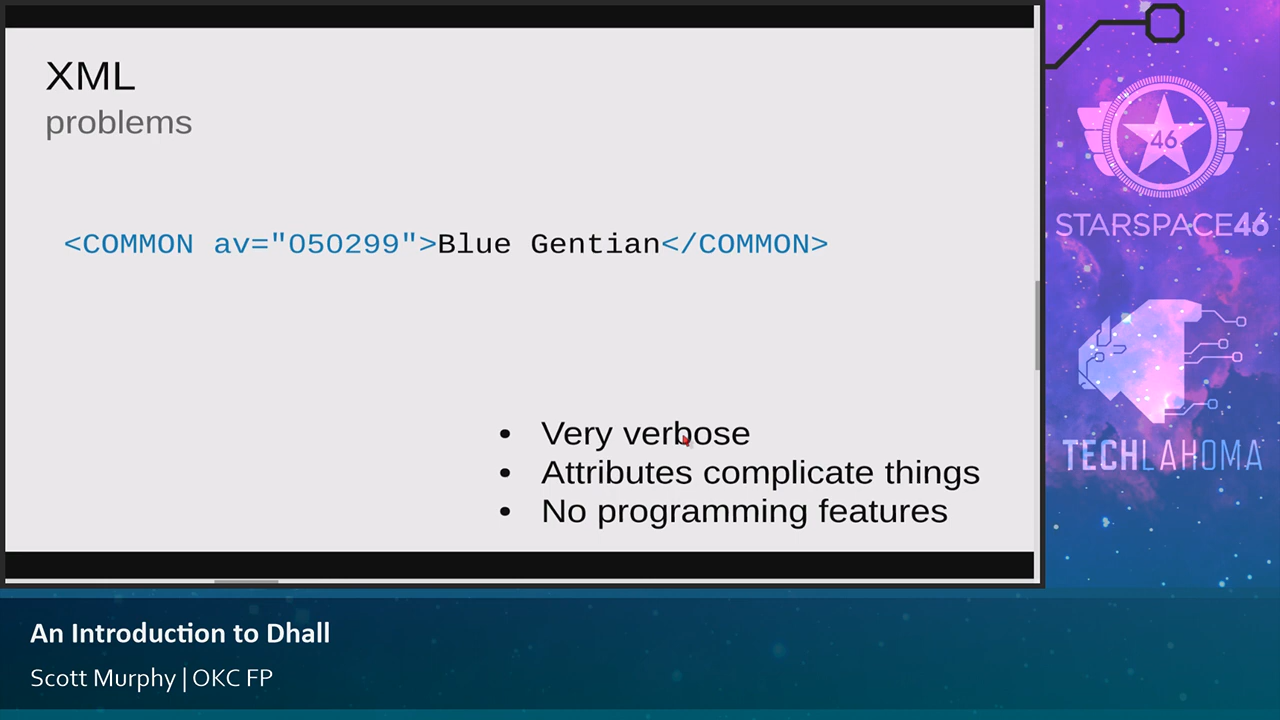 XML
problems
<COMMON av="050299">Blue Gentian</COMMON>
• Very verbose
• Attributes complicate things
• No programming features
46
STARSPACE46
TECHLAHOMA
An Introduction to Dhall
Scott Murphy | OKC FP